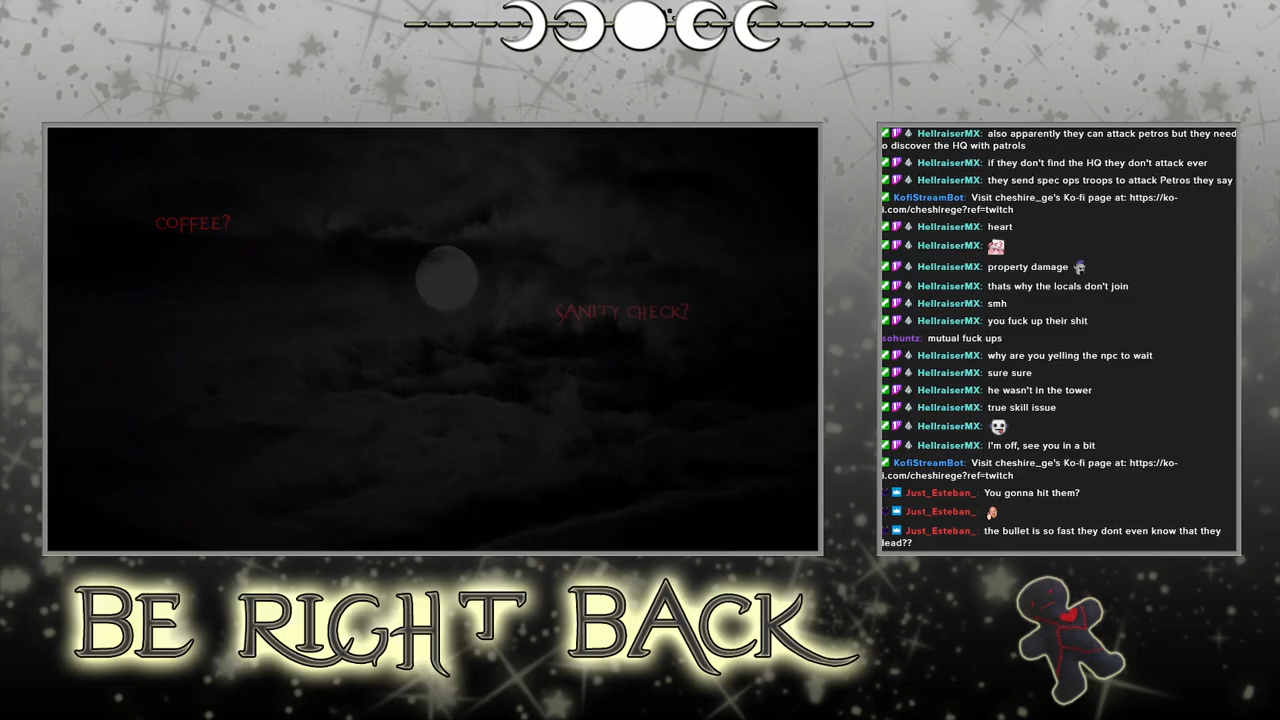 COFFEE?
SANITY CHECK?
HellraiserMX: also apparently they can attack petros but they need
o discover the HQ with patrols
HellraiserMX: if they don't find the HQ they don't attack ever
HellraiserMX: they send spec ops troops to attack Petros they say
KofiStreamBot: Visit cheshire_ge's Ko-fi page at: https://ko-
i.com/cheshirege?ref=twitch
HellraiserMX: heart
HellraiserMX:
HellraiserMX: property damage
HellraiserMX: thats why the locals don't join
HellraiserMX: smh
HellraiserMX: you fuck up their shit
sohuntz: mutual fuck ups
HellraiserMX: why are you yelling the npc to wait
HellraiserMX: sure sure
HellraiserMX: he wasn't in the tower
HellraiserMX: true skill issue
HellraiserMX:
HellraiserMX: I'm off, see you in a bit
KofiStreamBot: Visit cheshire_ge's Ko-fi page at: https://ko-
i.com/cheshirege?ref=twitch
Just_Esteban_: You gonna hit them?
Just_Esteban_:
Just_Esteban_: the bullet is so fast they dont even know that they
lead??
BE RIGHT BACK